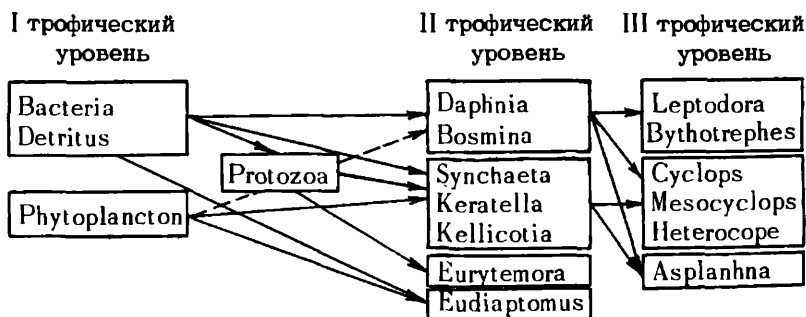 I трофический
уровень
II трофический
уровень
III трофический
уровень
Bacteria
Detritus
Phytoplancton
Protozoa
Daphnia
Bosmina
Synchaeta
Keratella
Kellicotia
Eurytemora
Eudiaptomus
Leptodora
Bythotrephes
Cyclops
Mesocyclops
Heterocope
Asplanhna